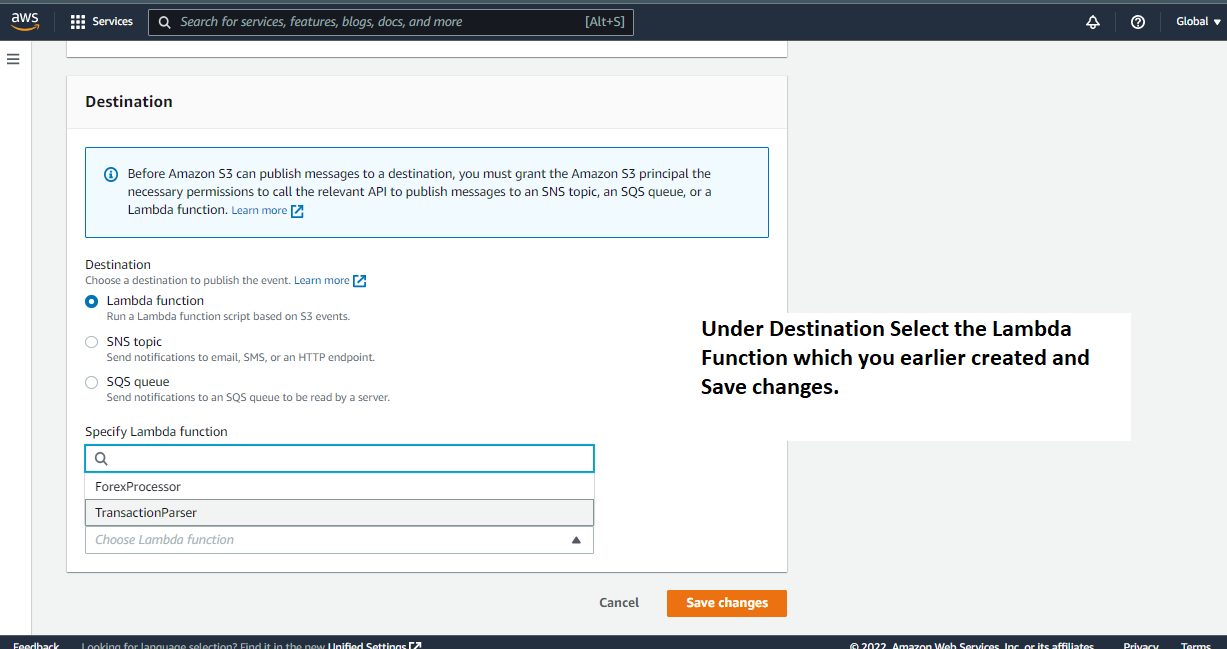 aws
Services
Search for services, features, blogs, docs, and more
[Alt+S]
Global
Destination
Before Amazon S3 can publish messages to a destination, you must grant the Amazon S3 principal the
necessary permissions to call the relevant API to publish messages to an SNS topic, an SQS queue, or a
Lambda function. Learn more
Destination
Choose a destination to publish the event. Learn more
Lambda function
Run a Lambda function script based on S3 events.
SNS topic
Send notifications to email, SMS, or an HTTP endpoint.
SQS queue
Send notifications to an SQS queue to be read by a server.
Under Destination Select the Lambda
Function which you earlier created and
Save changes.
Specify Lambda function
ForexProcessor
TransactionParser
Choose Lambda function
Cancel
Save changes
Feedback
Looking for language selection? Find it in the new Unified Settings
© 2022, Amazon Web Services, Inc. or its affiliates.
Privacy
Terms